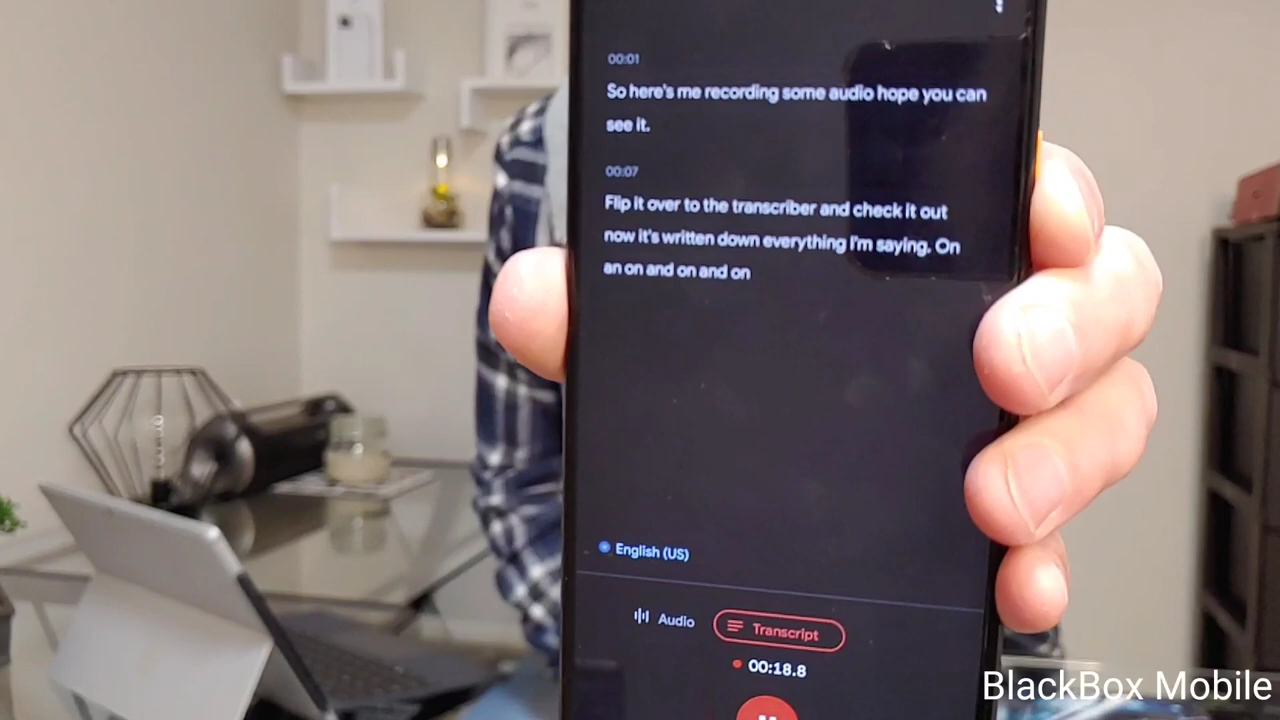 00:01
So here's me recording some audio hope you can
see it.
00:07
Flip it over to the transcriber and check it out
now it's written down everything I'm saying. On
an on and on and on
English (US)
Audio
Transcript
00:18.8
BlackBox Mobile